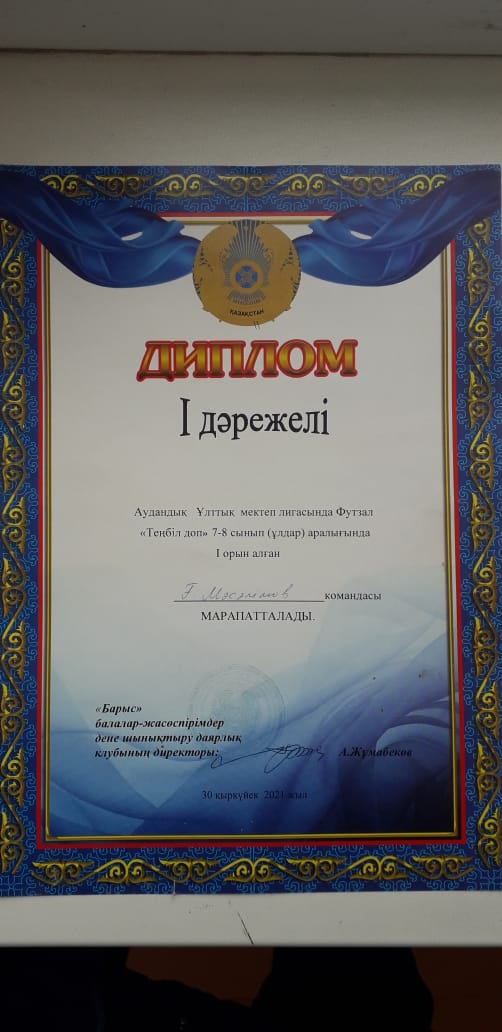 ҚАЗАҚСТАН
ДИПЛОМ
І дәрежелі
Аудандық Ұлттық мектеп лигасында Футзал
«Теңбіл доп» 7-8 сынып (ұлдар) аралығында
І орын алған
Ғ командасы
МАРАПАТТАЛАДЫ.
«Барыс»
балалар-жасөспірімдер
дене шынықтыру даярлық
клубының директоры: А.Жұмабеков
30 қыркүйек 2021 жыл